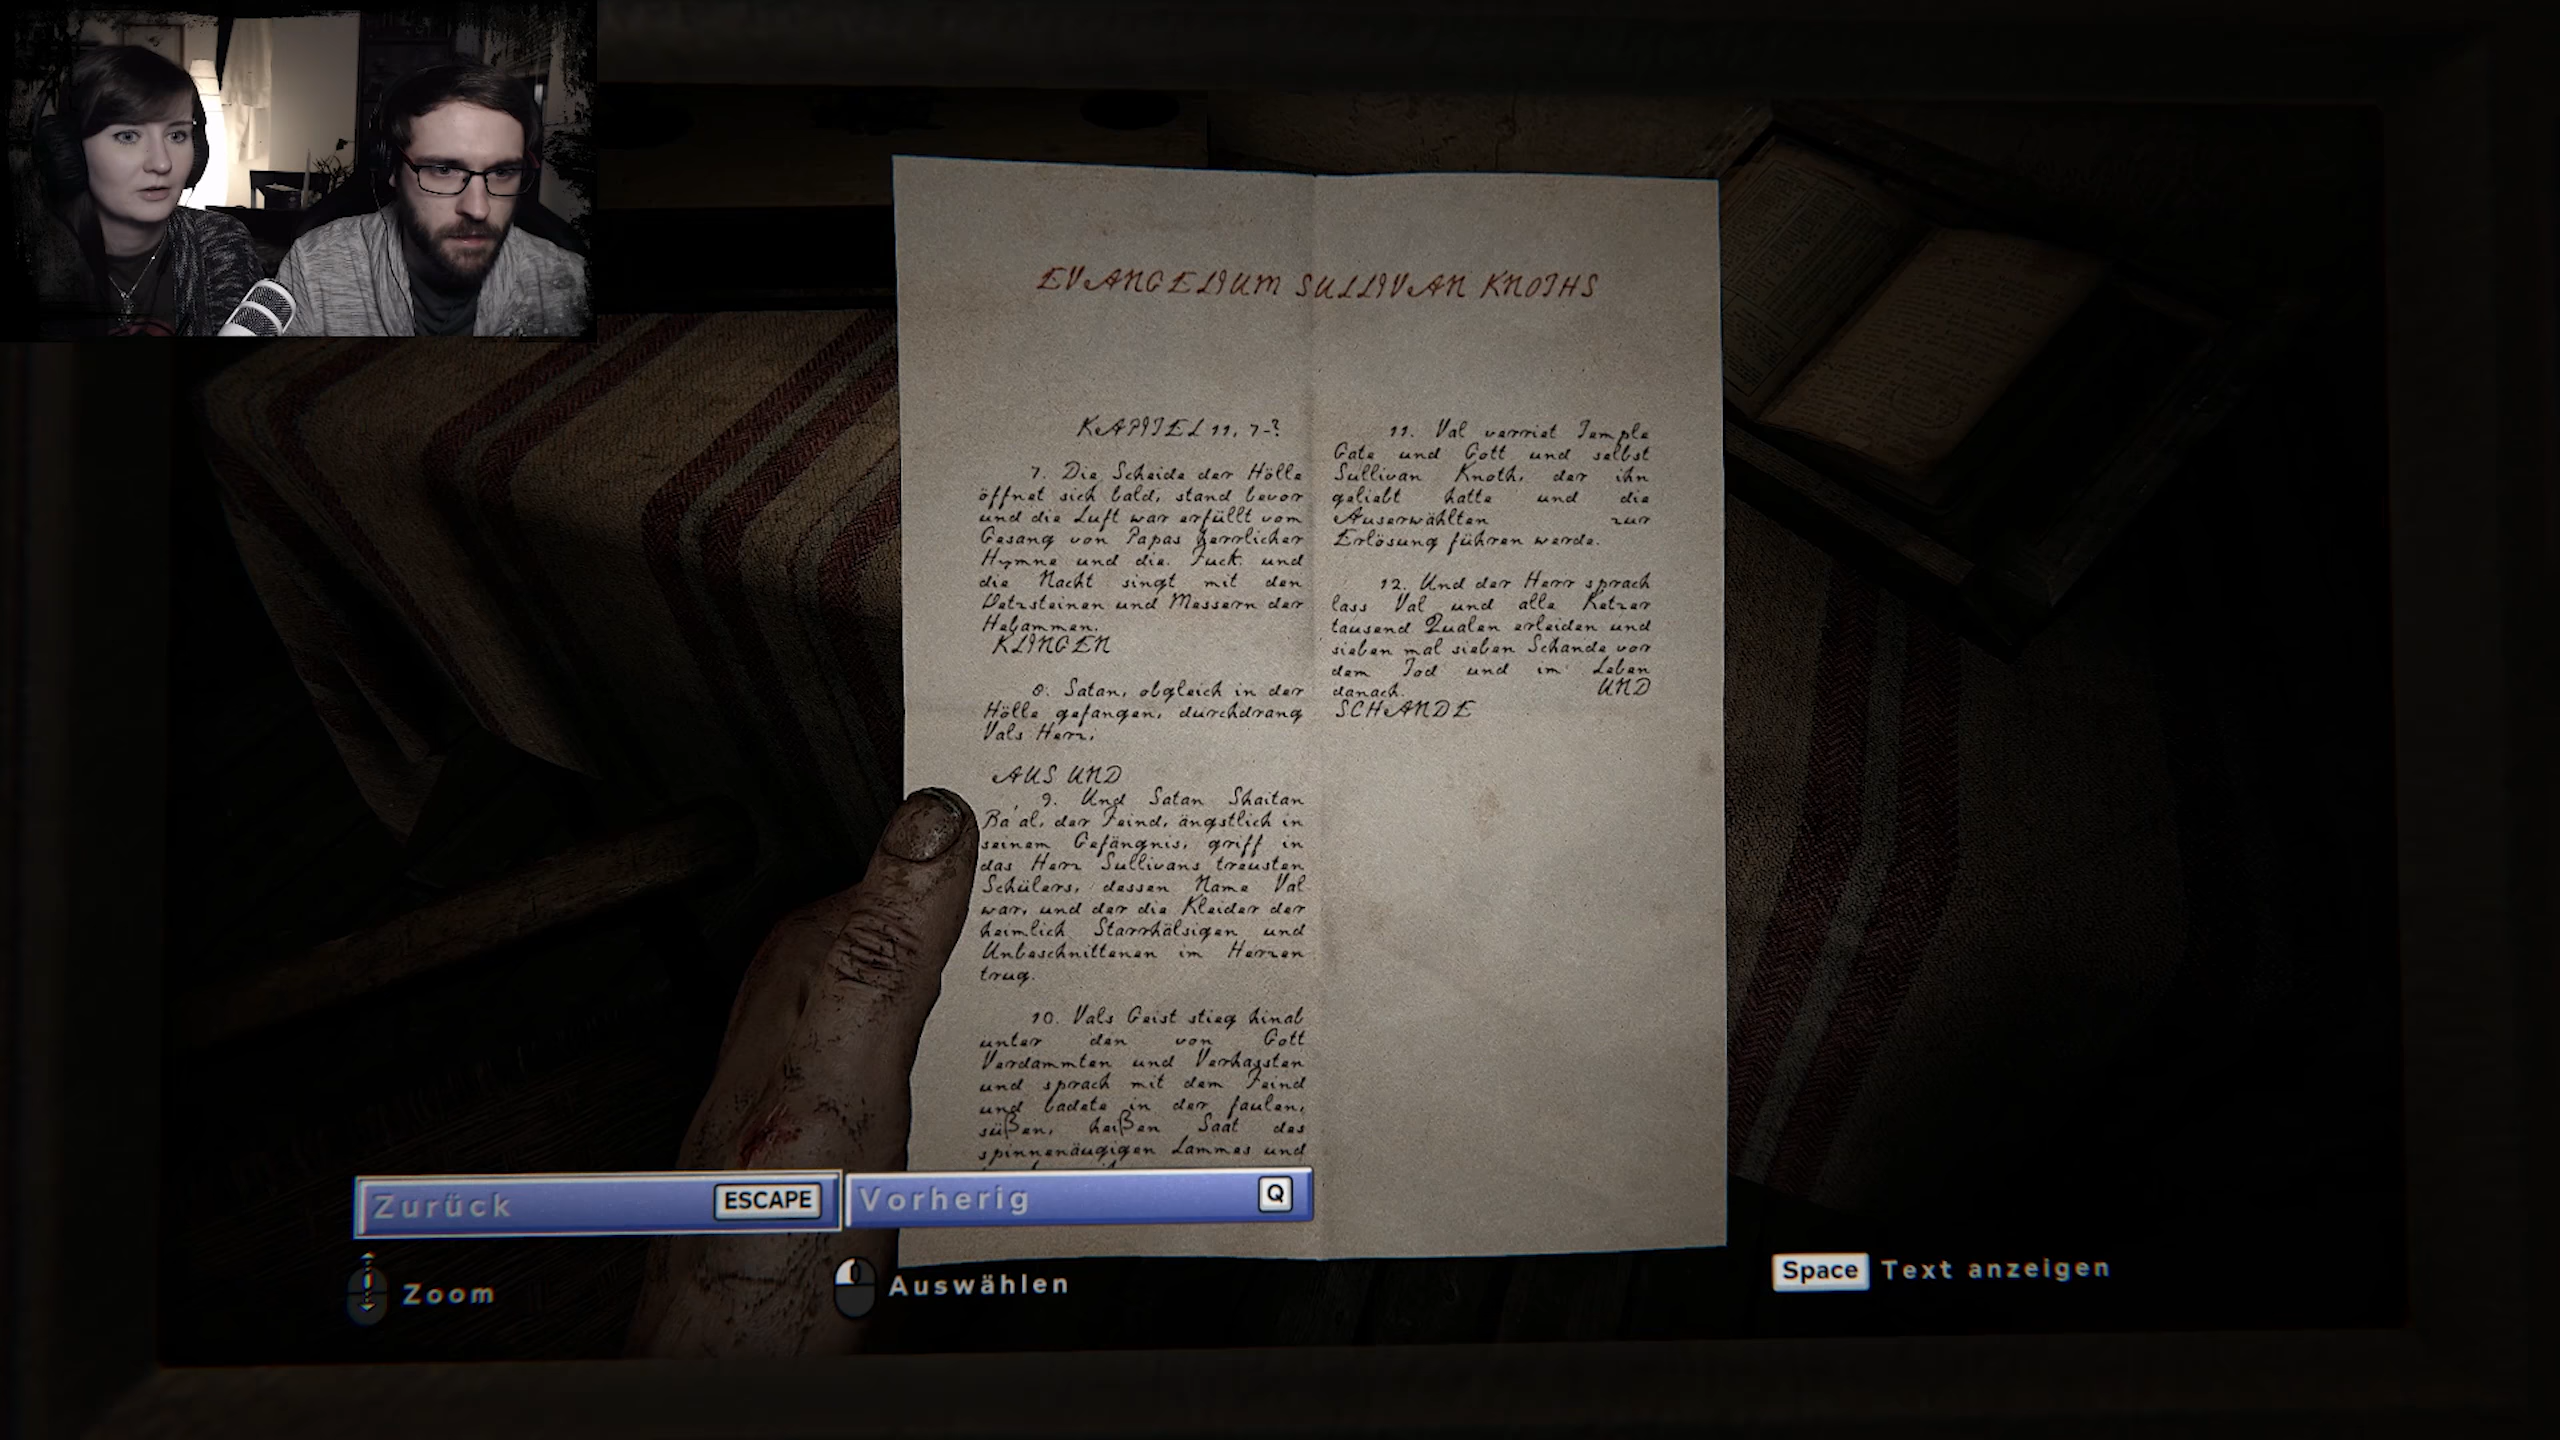 EVANGELIUM SULLIVAN KNOTHS
KAPITEL 11, 7-?
7. Die Scheide der Hölle
öffnet sich bald, stand bevor
und die Luft war erfüllt vom
Gesang von Papas herrlicher
Hymne und die. Fuck. und
die Nacht singt mit den
Wetzsteinen und Messern der
Hebammen.
KLINGEN
8. Satan, obgleich in der
Hölle gefangen, durchdrang
Vals Herz;
AUS UND
9. Und Satan Shaitan
Ba'al, der Feind, ängstlich in
seinem Gefängnis, griff in
das Herz Sullivans treusten
Schülers, dessen Name Val
war, und der die Kleider der
heimlich Starrhälsigen und
Unbeschnittenen im Herzen
trug.
10. Vals Geist stieg hinab
unter den von Gott
Verdammten und Verhassten
und sprach mit dem Feind
und badete in der faulen,
süßen, heißen Saat des
spinnenäugigen Lammes und
11. Val verriet Temple
Gate und Gott und selbst
Sullivan Knoth, der ihn
geliebt hatte und die
Auserwählten zur
Erlösung führen werde.
12. Und der Herr sprach
lass Val und alle Ketzer
tausend Qualen erleiden und
sieben mal sieben Schande vor
dem Tod und im Leben
danach. UND
SCHANDE
Zurück ESCAPE
Vorherig Q
Zoom
Auswählen
Space Text anzeigen